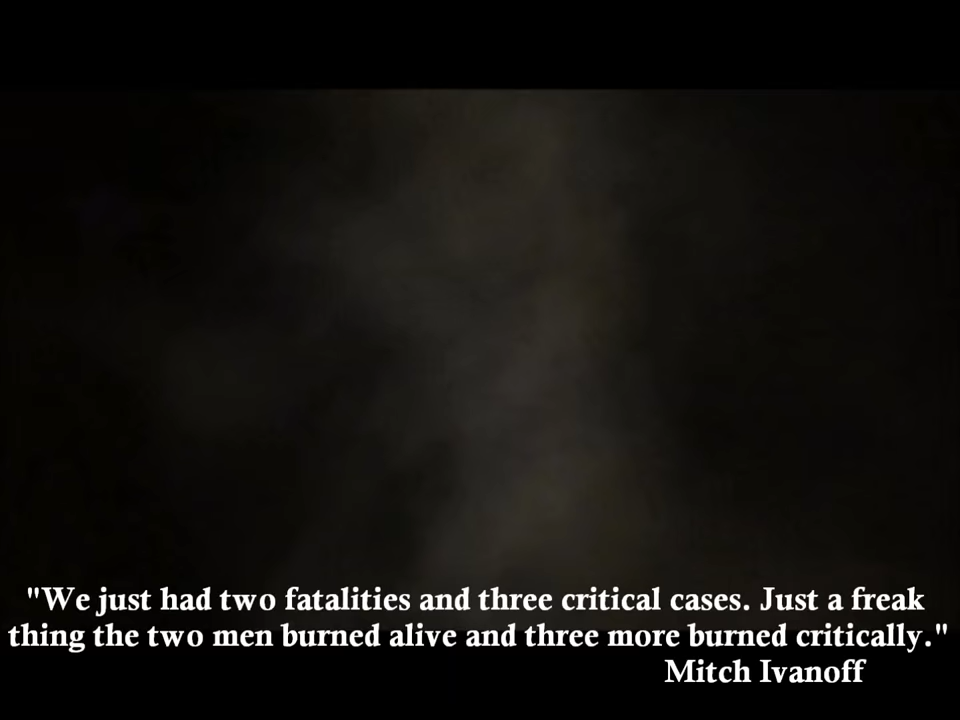 "We just had two fatalities and three critical cases. Just a freak
thing the two men burned alive and three more burned critically."
Mitch Ivanoff